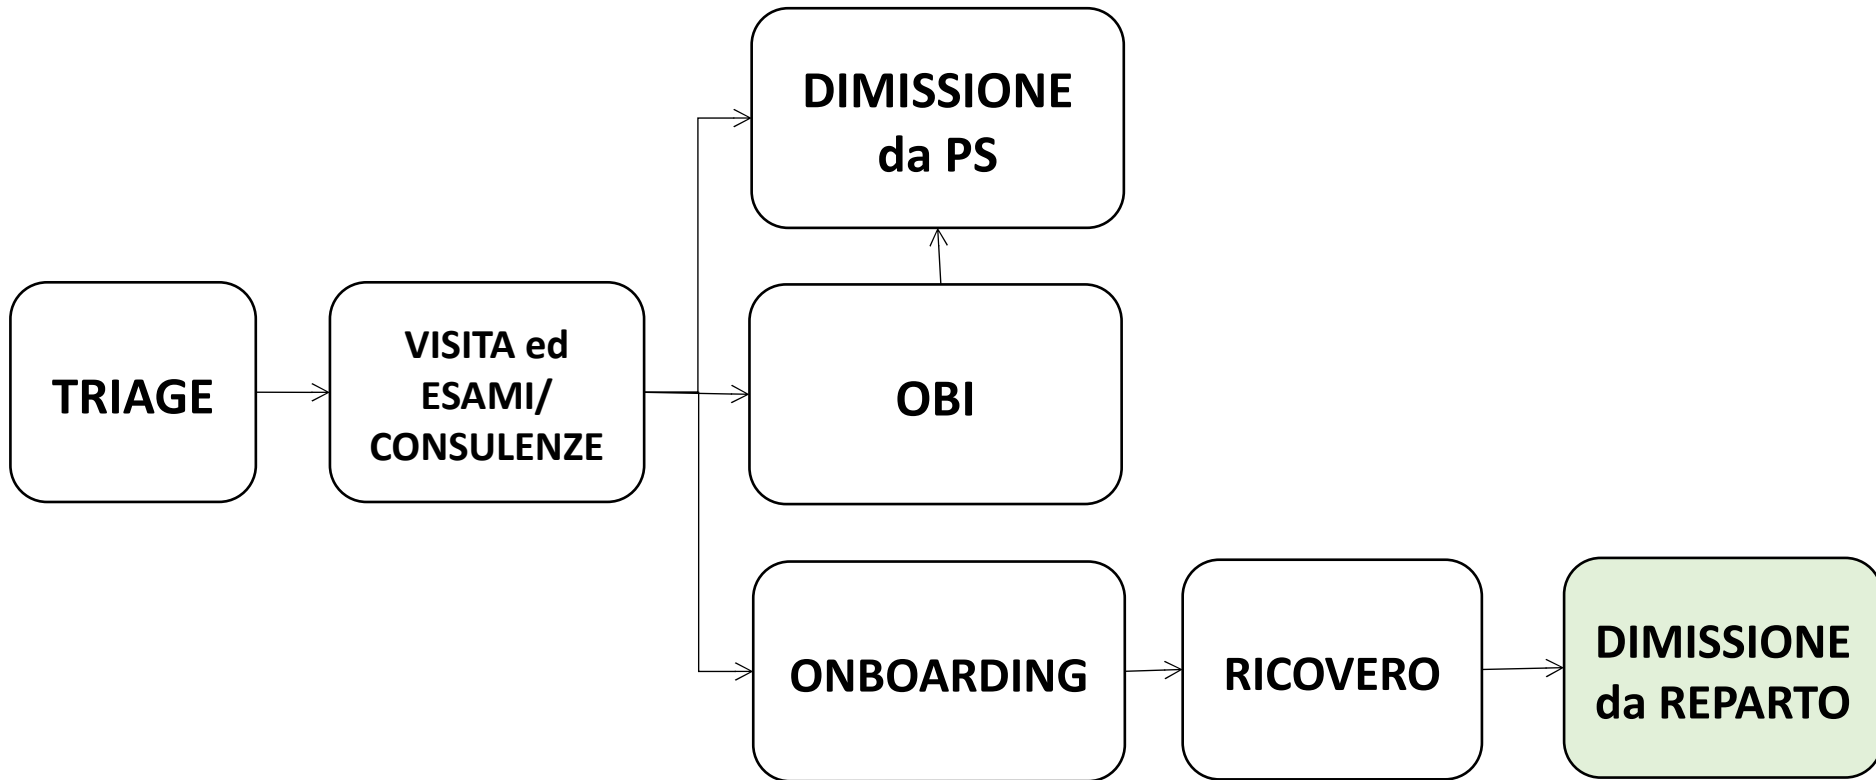 TRIAGE
VISITA ed
ESAMI/
CONSULENZE
DIMISSIONE
da PS
OBI
ONBOARDING
RICOVERO
DIMISSIONE
da REPARTO